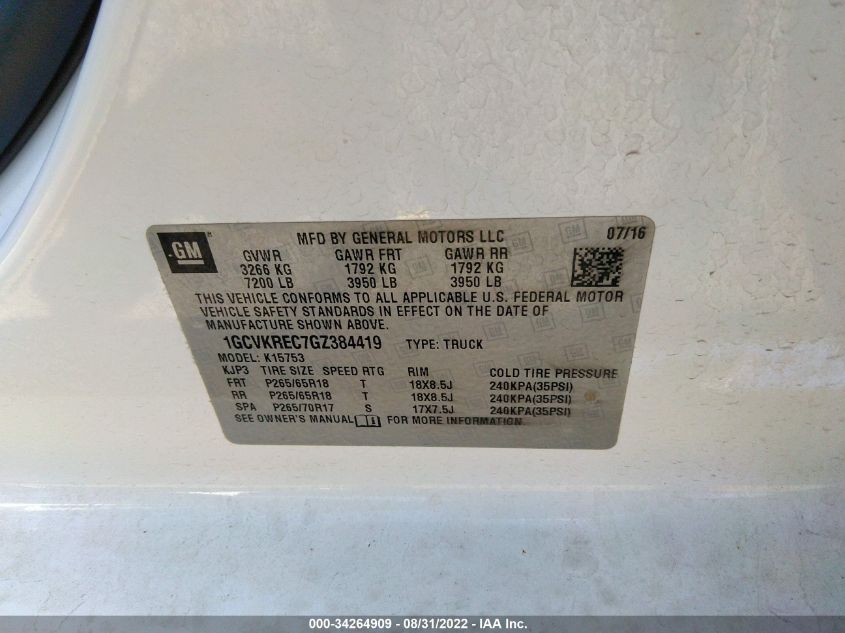 GM
MFD BY GENERAL MOTORS LLC 07/16
GVWR GAWR FRT GAWR RR
3266 KG 1792 KG 1792 KG
7200 LB 3950 LB 3950 LB
THIS VEHICLE CONFORMS TO ALL APPLICABLE U.S. FEDERAL MOTOR
VEHICLE SAFETY STANDARDS IN EFFECT ON THE DATE OF
MANUFACTURE SHOWN ABOVE.
1GCVKREC7GZ384419 TYPE: TRUCK
MODEL: K15753
KJP3 TIRE SIZE SPEED RTG RIM COLD TIRE PRESSURE
FRT P265/65R18 T 18X8.5J 240KPA(35PSI)
RR P265/65R18 T 18X8.5J 240KPA(35PSI)
SPA P265/70R17 S 17X7.5J 240KPA(35PSI)
SEE OWNER'S MANUAL FOR MORE INFORMATION.
000-34264909 - 08/31/2022 - IAA Inc.